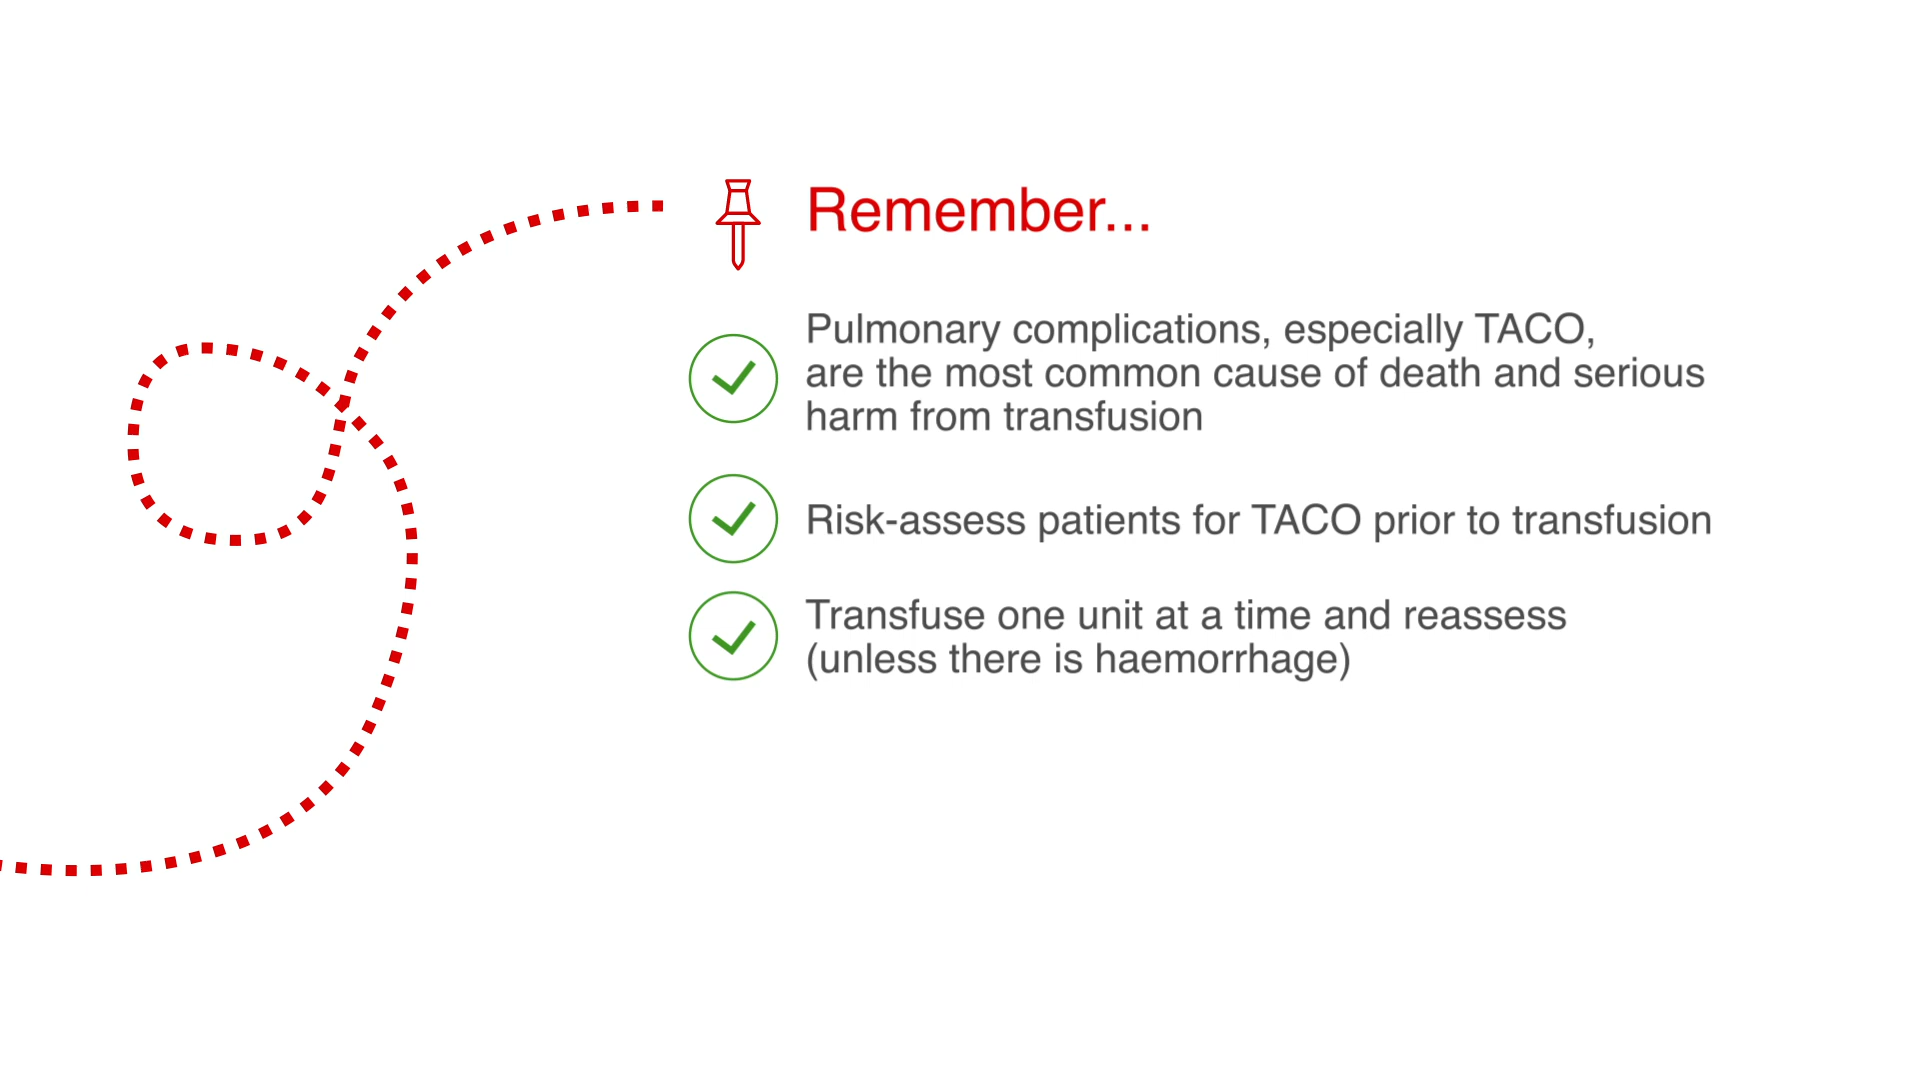 Remember...
Pulmonary complications, especially TACO,
are the most common cause of death and serious
harm from transfusion
Risk-assess patients for TACO prior to transfusion
Transfuse one unit at a time and reassess
(unless there is haemorrhage)